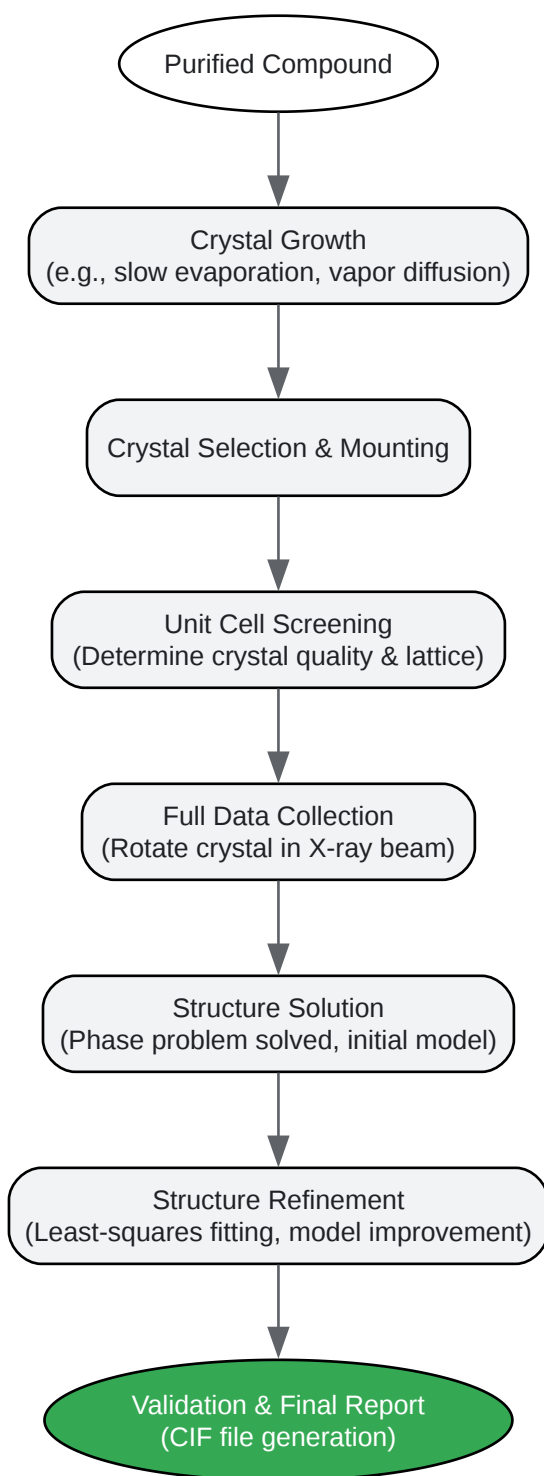 Purified Compound
Crystal Growth
(e.g., slow evaporation, vapor diffusion)
Crystal Selection & Mounting
Unit Cell Screening
(Determine crystal quality & lattice)
Full Data Collection
(Rotate crystal in X-ray beam)
Structure Solution
(Phase problem solved, initial model)
Structure Refinement
(Least-squares fitting, model improvement)
Validation & Final Report
(CIF file generation)